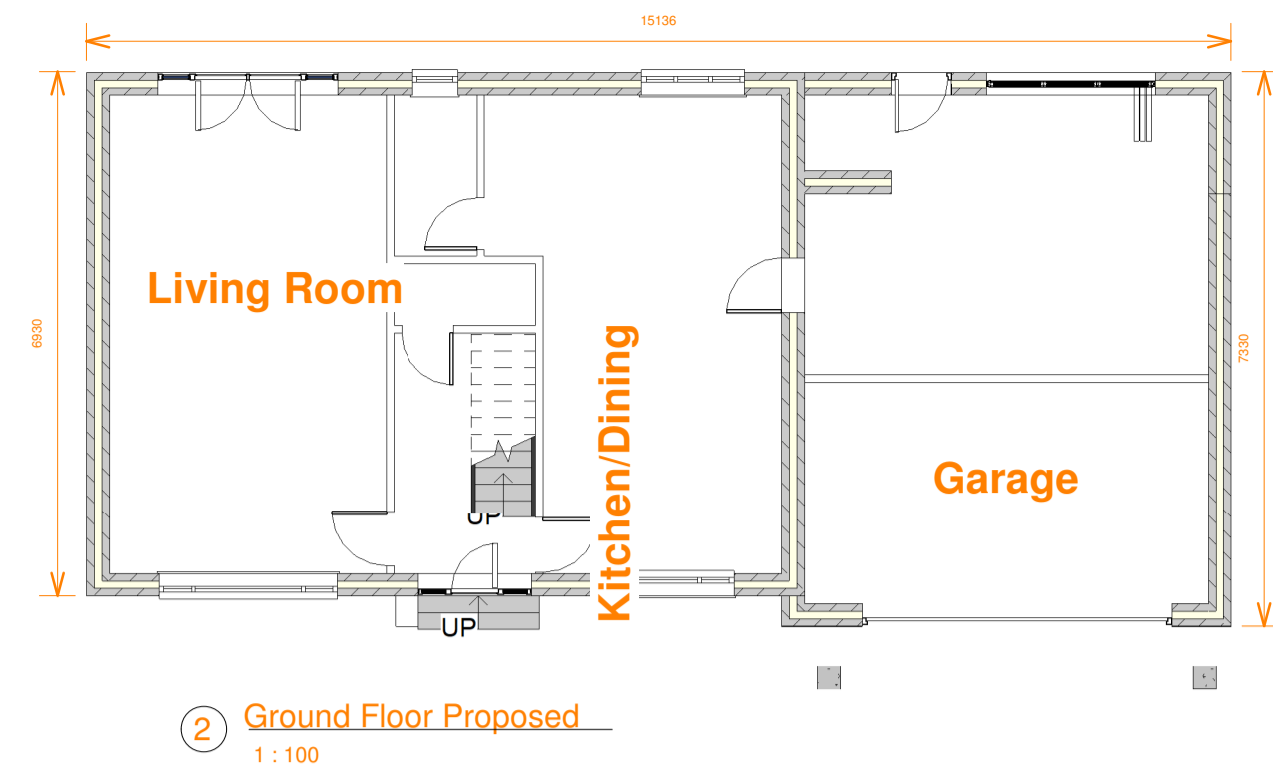 15136
6930
7330
Living Room
Kitchen/Dining
Garage
UP
UP
2
Ground Floor Proposed
1 : 100